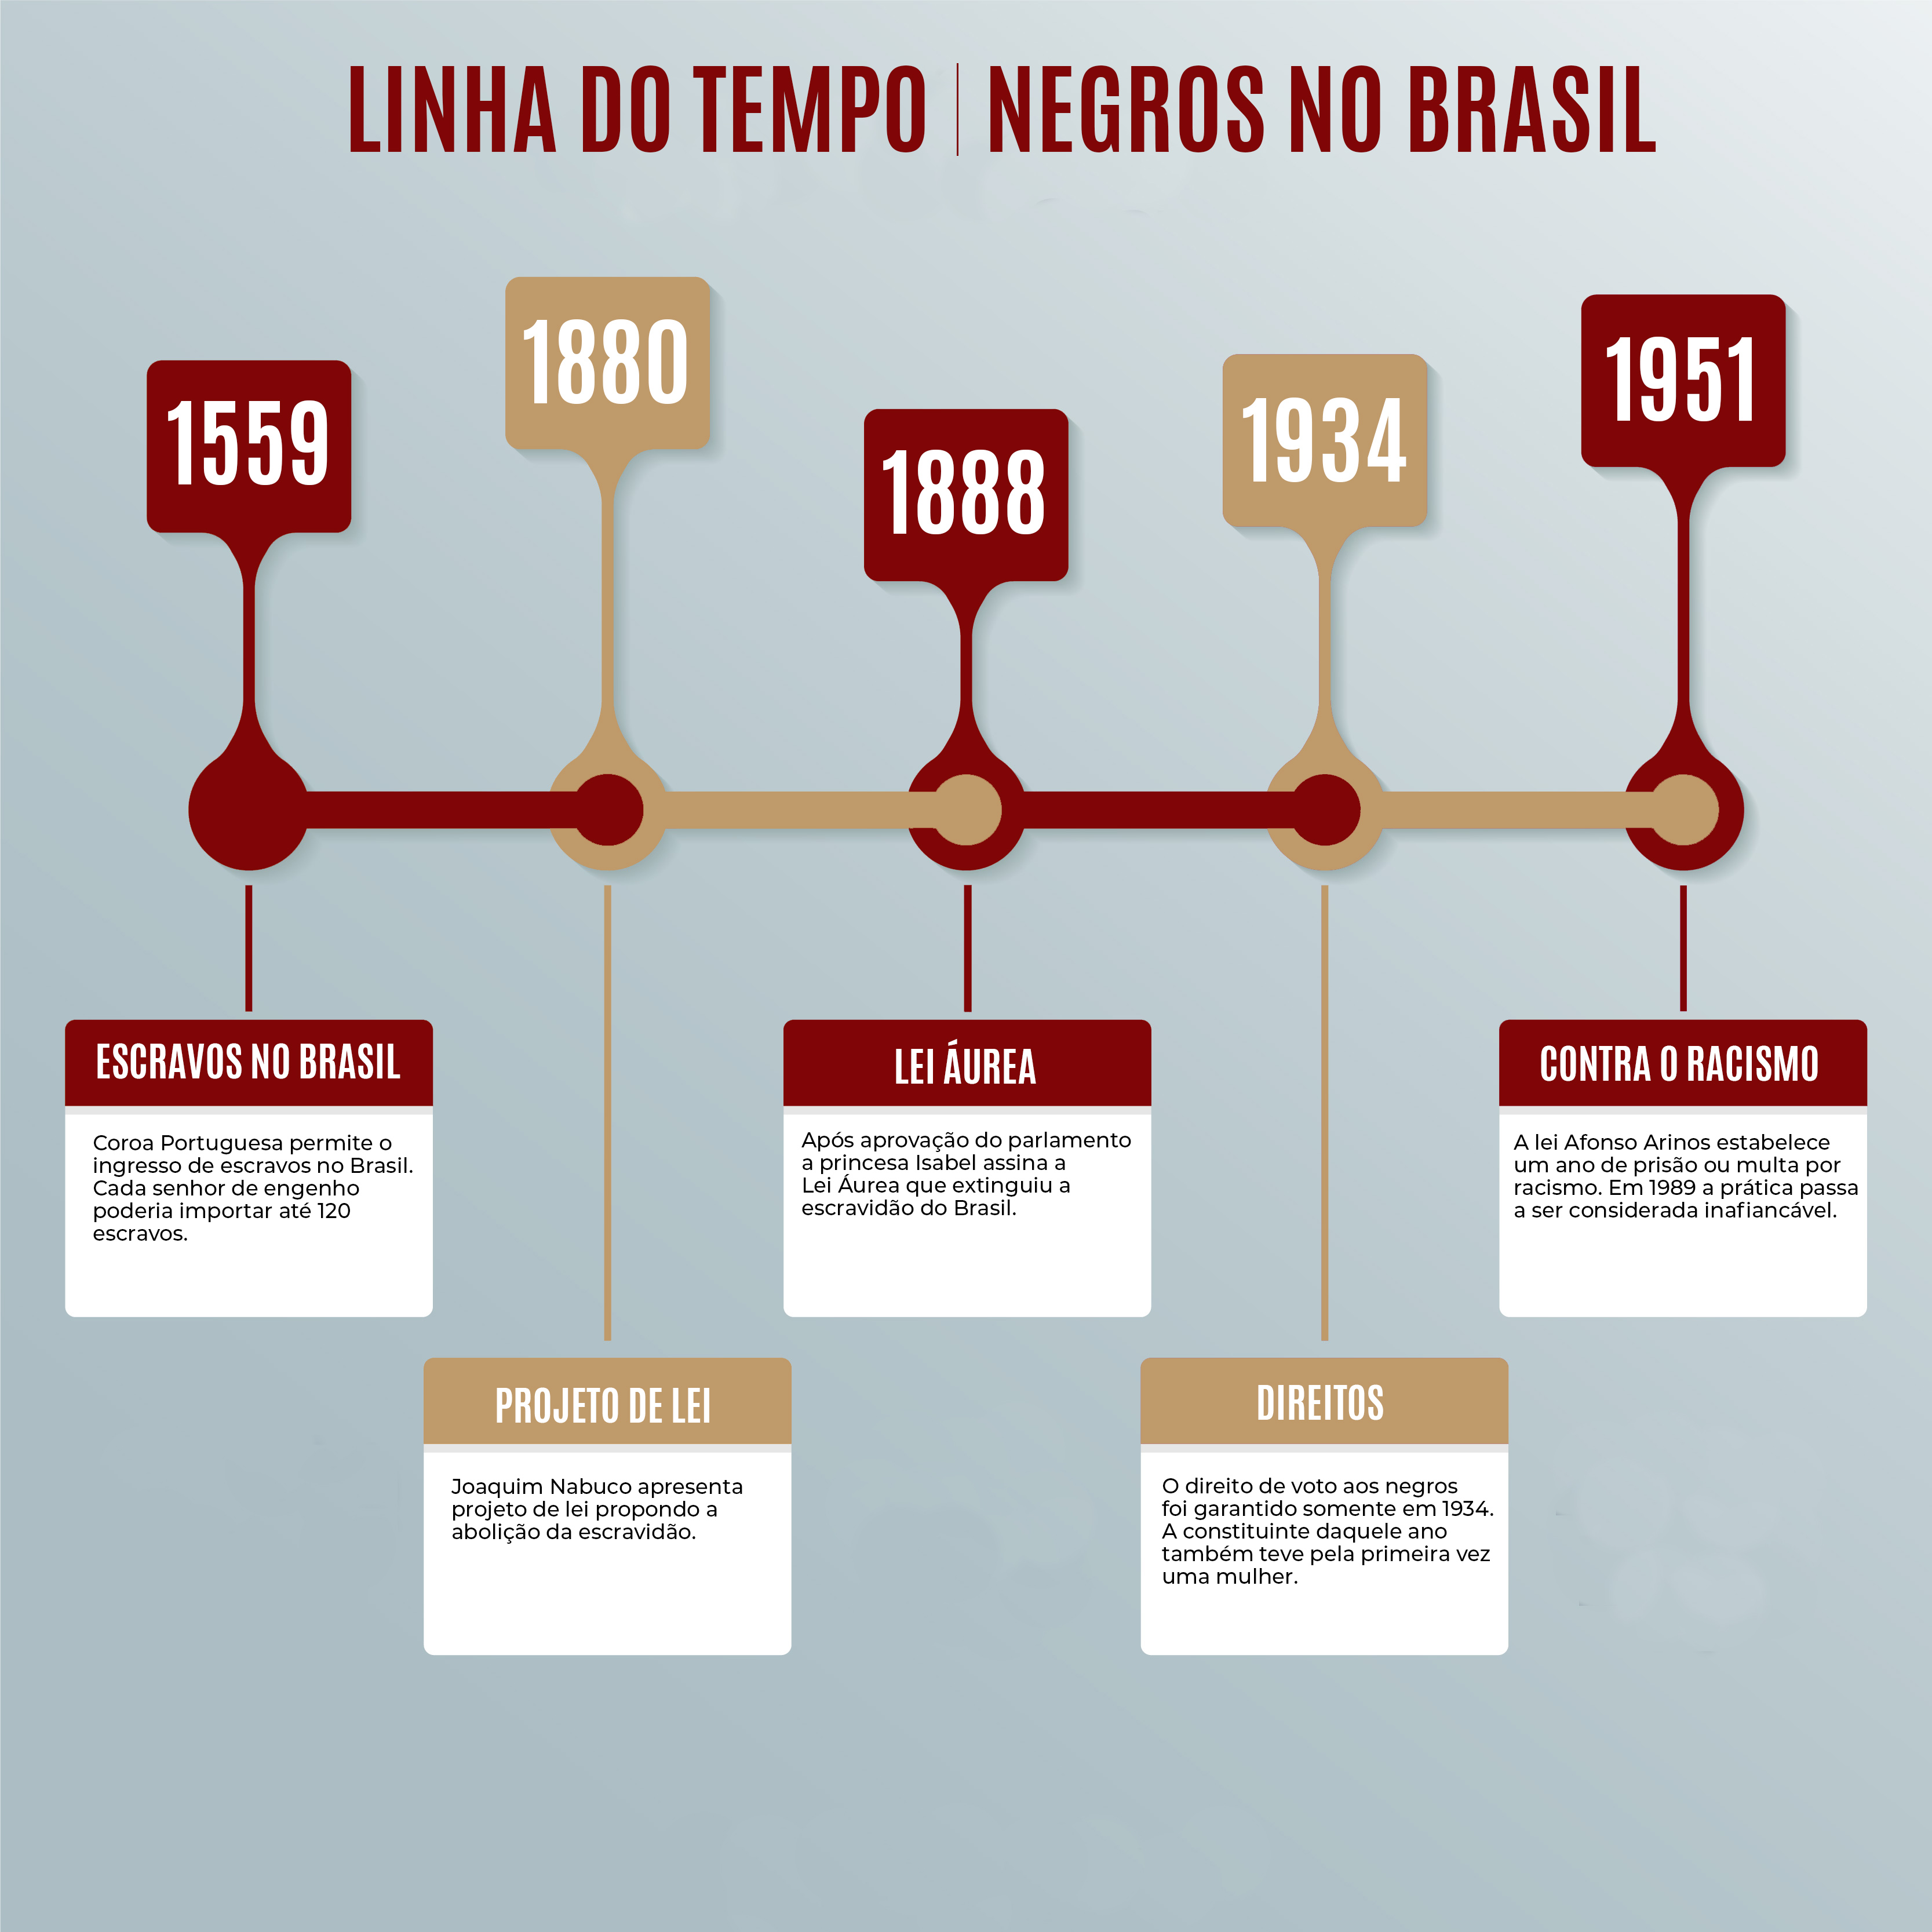 LINHA DO TEMPO | NEGROS NO BRASIL
1559
1880
1888
1934
1951
ESCRAVOS NO BRASIL
Coroa Portuguesa permite o
ingresso de escravos no Brasil.
Cada senhor de engenho
poderia importar até 120
escravos.
PROJETO DE LEI
Joaquim Nabuco apresenta
projeto de lei propondo a
abolição da escravidão.
LEI ÁUREA
Após aprovação do parlamento
a princesa Isabel assina a
Lei Áurea que extinguiu a
escravidão do Brasil.
DIREITOS
O direito de voto aos negros
foi garantido somente em 1934.
A constituinte daquele ano
também teve pela primeira vez
uma mulher.
CONTRA O RACISMO
A lei Afonso Arinos estabelece
um ano de prisão ou multa por
racismo. Em 1989 a prática passa
a ser considerada inafiancável.